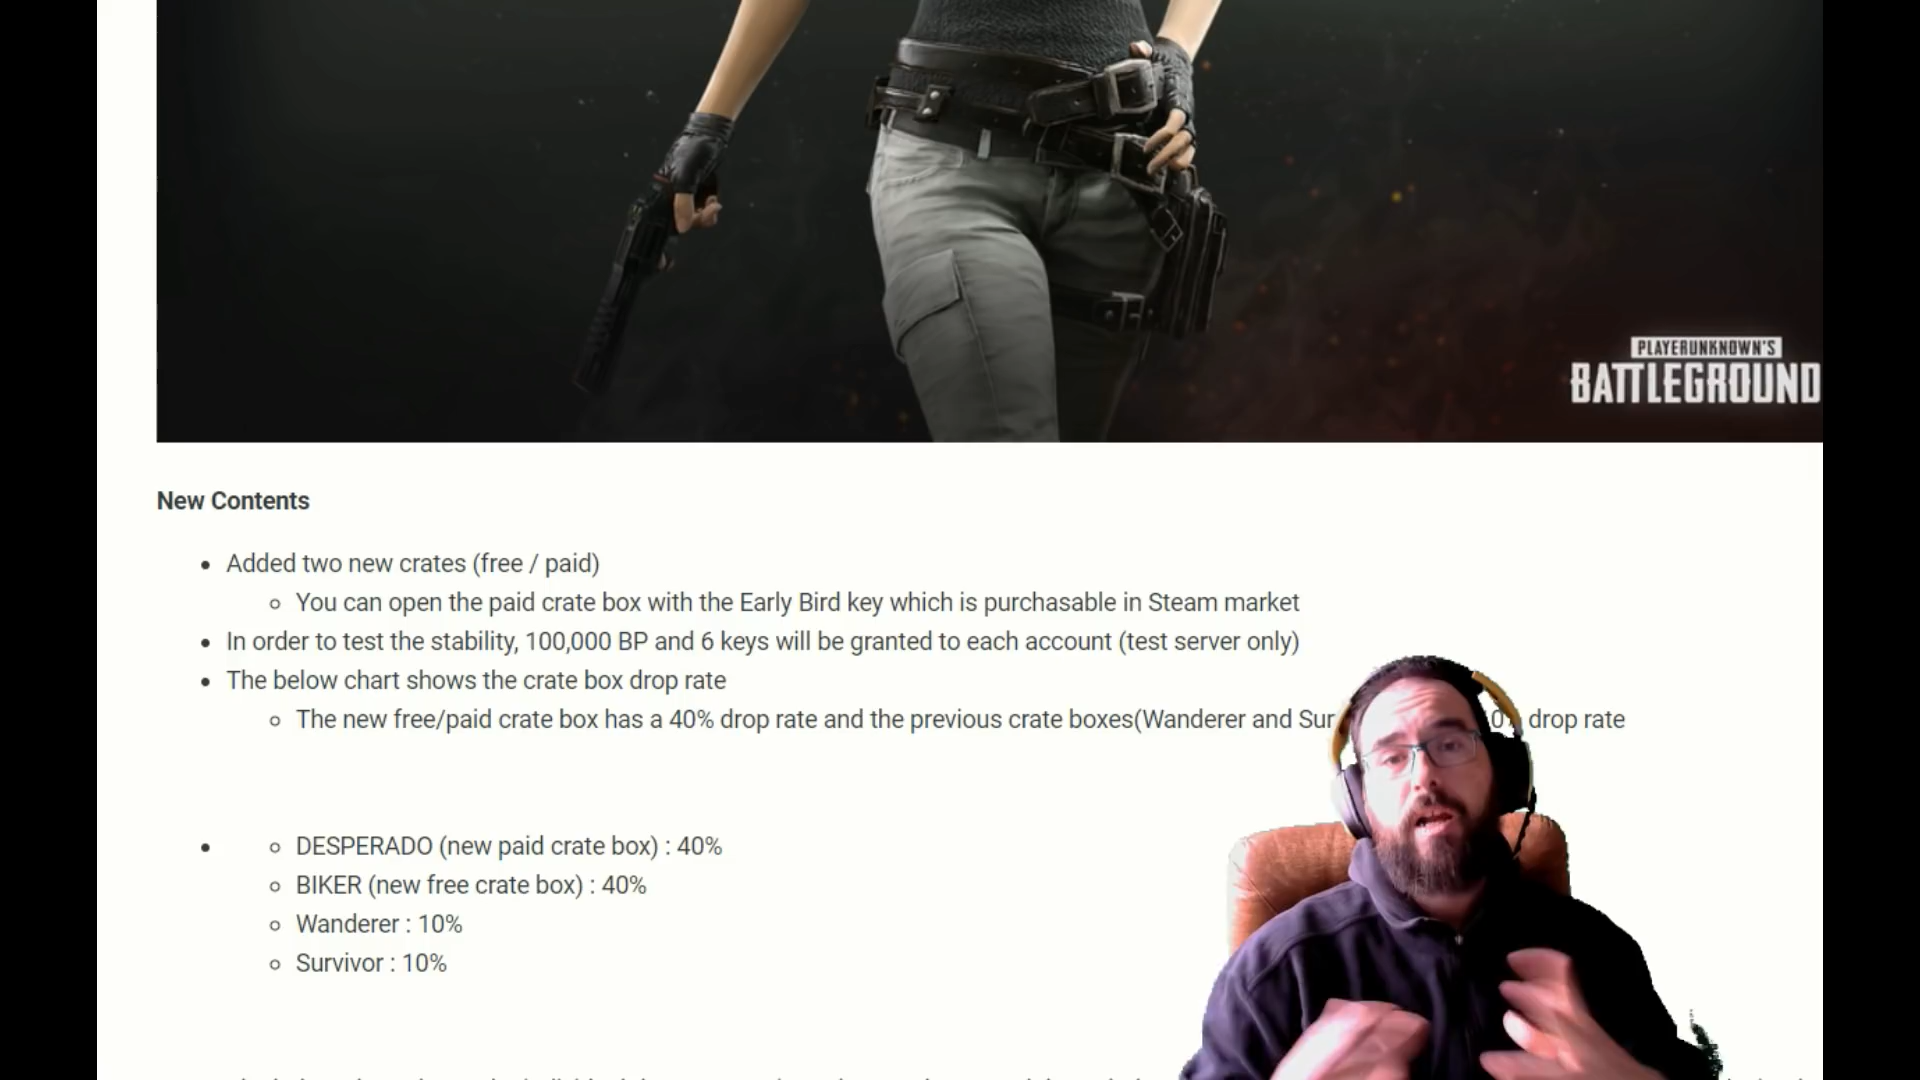 PLAYERUNKNOWN'S
BATTLEGROUND
New Contents
Added two new crates (free / paid)
You can open the paid crate box with the Early Bird key which is purchasable in Steam market
In order to test the stability, 100,000 BP and 6 keys will be granted to each account (test server only)
The below chart shows the crate box drop rate
The new free/paid crate box has a 40% drop rate and the previous crate boxes(Wanderer and Sur drop rate
DESPERADO (new paid crate box) : 40%
BIKER (new free crate box) : 40%
Wanderer : 10%
Survivor : 10%